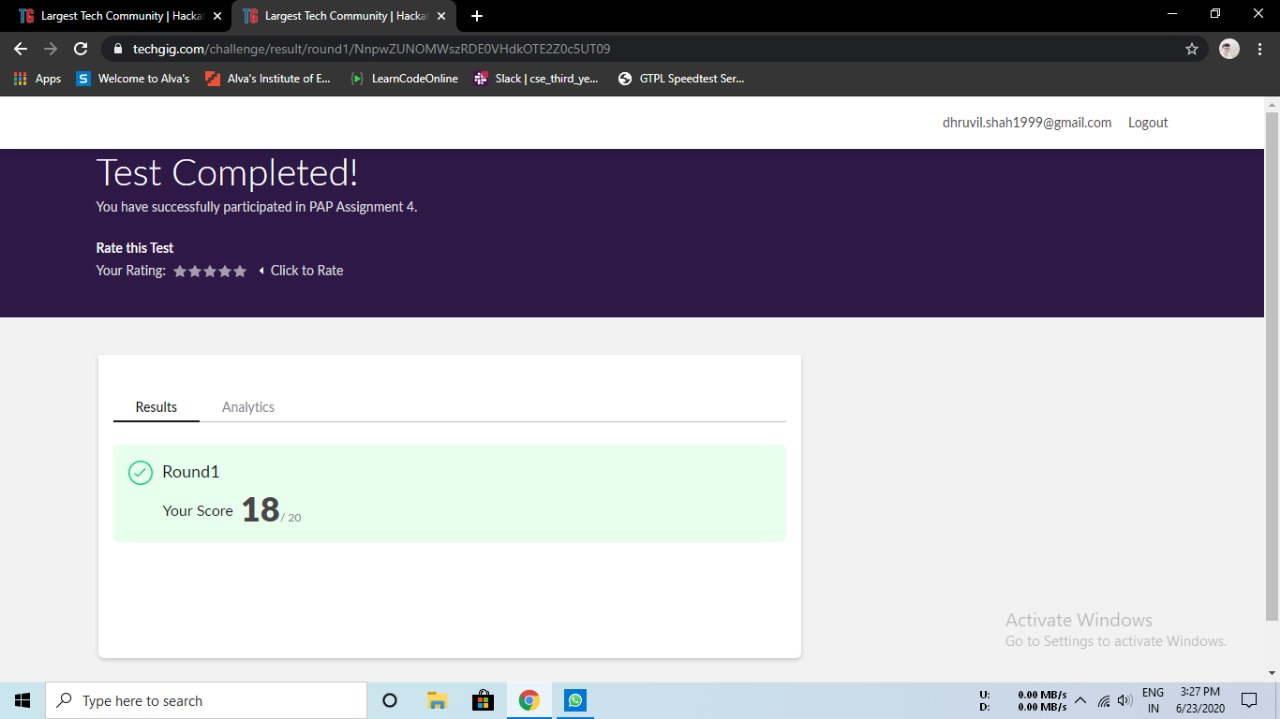 Largest Tech Community | Hacka
Largest Tech Community | Hacka
techgig.com/challenge/result/round1/NnpwZUNOMWszRDE0VHdkOTE2Z0c5UT09
Apps
Welcome to Alva's
Alva's Institute of E...
LearnCodeOnline
Slack | cse_third_ye...
GTPL Speedtest Ser...
dhruvil.shah1999@gmail.com
Logout
Test Completed!
You have successfully participated in PAP Assignment 4.
Rate this Test
Your Rating:
Click to Rate
Results
Analytics
Round1
Your Score 18 / 20
Activate Windows
Go to Settings to activate Windows.
Type here to search
U: 0.00 MB/s
D: 0.00 MB/s
ENG
IN
3:27 PM
6/23/2020